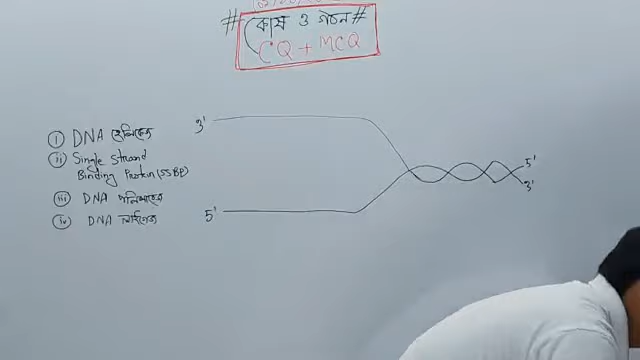 # কোষ ও গঠন #
CQ + MCQ
3'
i DNA হেলিকেজ
ii Single Strand
Binding Protein (SSBP)
5'
3'
iii DNA পলিমারেজ
iv DNA লাইগেজ
5'